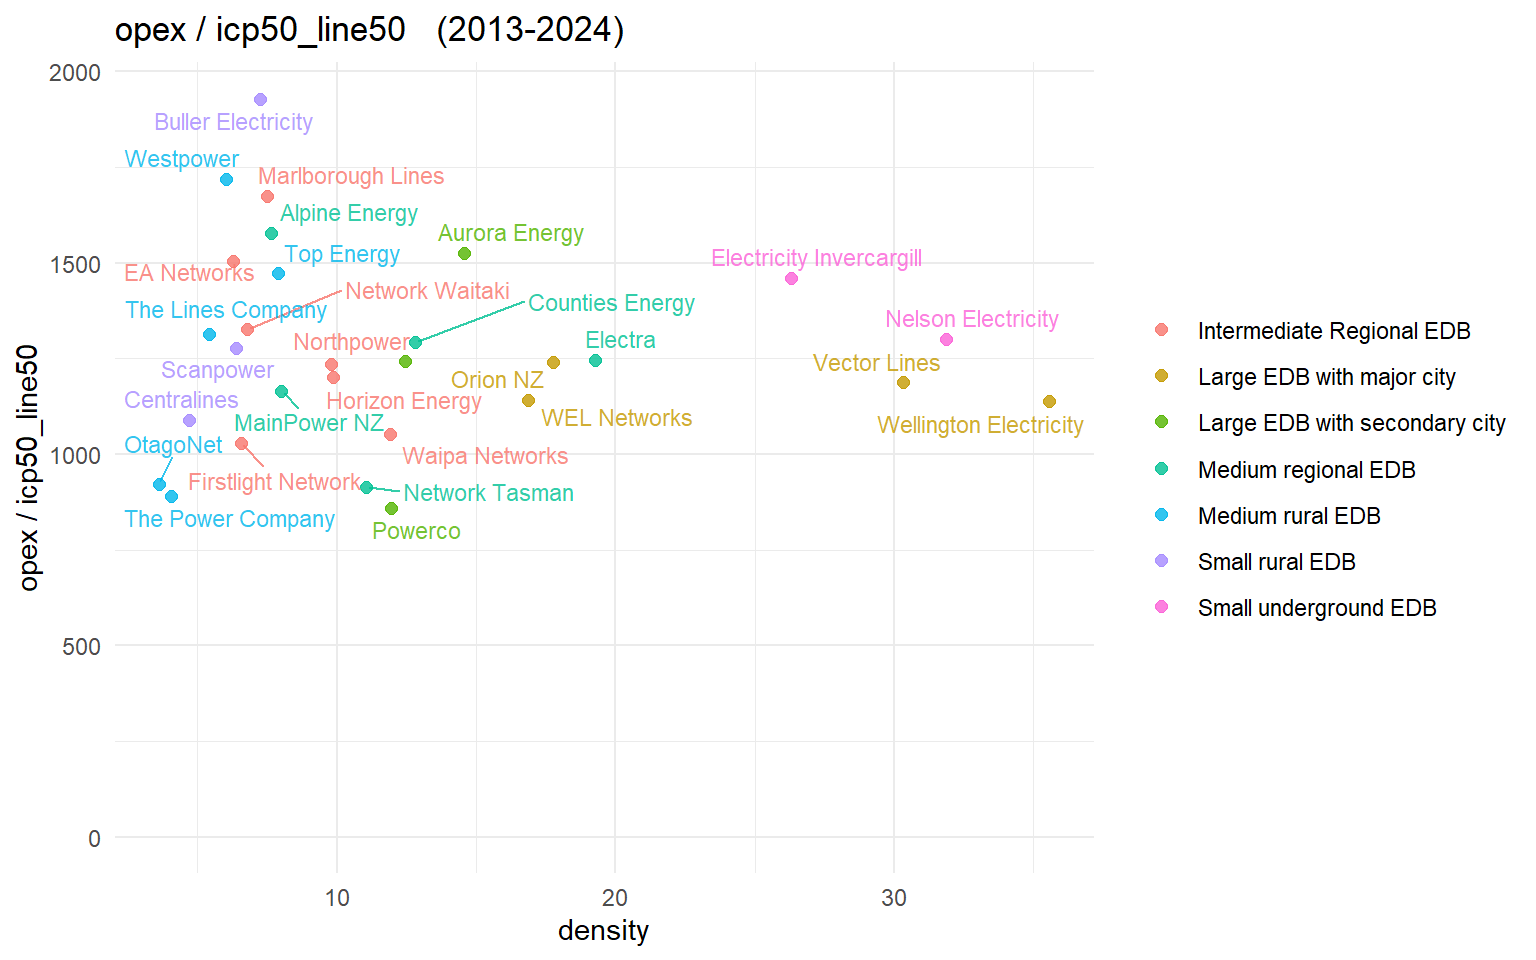 opex / icp50_line50 (2013-2024)
opex / icp50_line50
2000
1500
1000
500
0
Buller Electricity
Westpower
Marlborough Lines
Alpine Energy
Aurora Energy
Top Energy
Electricity Invercargill
EA Networks
Network Waitaki
Counties Energy
The Lines Company
Nelson Electricity
Northpower
Electra
Vector Lines
Scanpower
Orion NZ
Centralines
Horizon Energy
WEL Networks
MainPower NZ
Wellington Electricity
OtagoNet
Waipa Networks
Firstlight Network
Network Tasman
The Power Company
Powerco
10
20
30
density
Intermediate Regional EDB
Large EDB with major city
Large EDB with secondary city
Medium regional EDB
Medium rural EDB
Small rural EDB
Small underground EDB